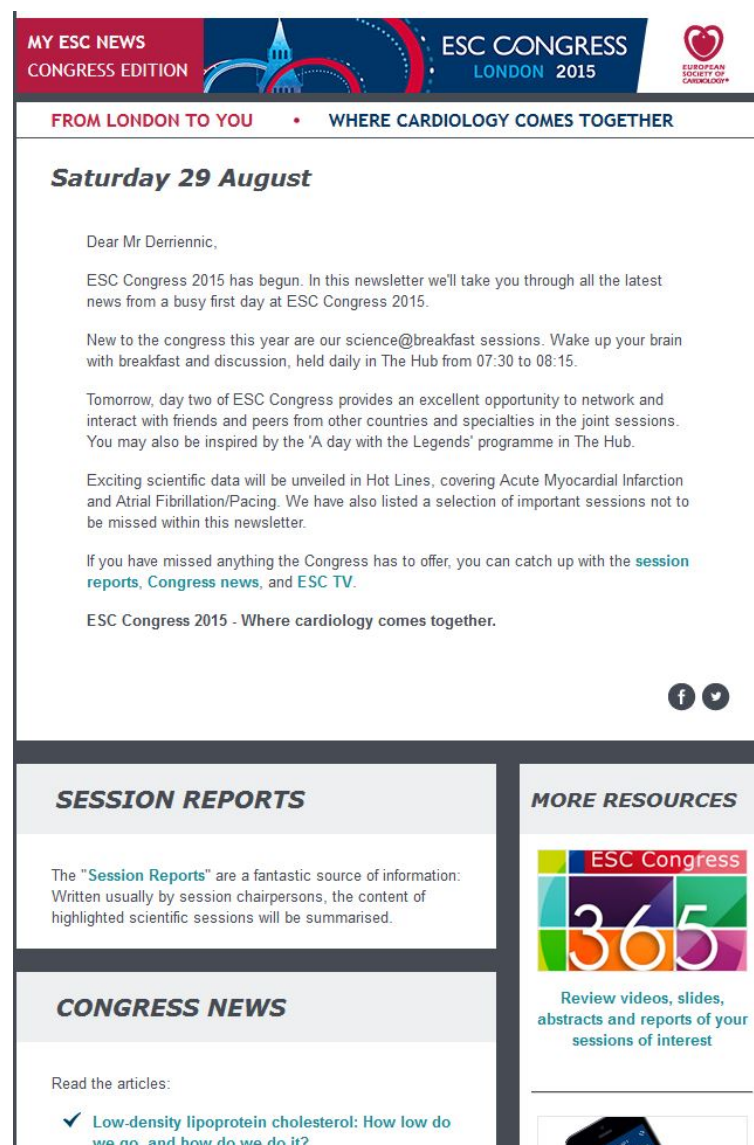 MY ESC NEWS
CONGRESS EDITION
ESC CONGRESS
LONDON 2015
EUROPEAN
SOCIETY OF
CARDIOLOGY®
FROM LONDON TO YOU • WHERE CARDIOLOGY COMES TOGETHER
Saturday 29 August
Dear Mr Derriennic,
ESC Congress 2015 has begun. In this newsletter we'll take you through all the latest
news from a busy first day at ESC Congress 2015.
New to the congress this year are our science@breakfast sessions. Wake up your brain
with breakfast and discussion, held daily in The Hub from 07:30 to 08:15.
Tomorrow, day two of ESC Congress provides an excellent opportunity to network and
interact with friends and peers from other countries and specialties in the joint sessions.
You may also be inspired by the 'A day with the Legends' programme in The Hub.
Exciting scientific data will be unveiled in Hot Lines, covering Acute Myocardial Infarction
and Atrial Fibrillation/Pacing. We have also listed a selection of important sessions not to
be missed within this newsletter.
If you have missed anything the Congress has to offer, you can catch up with the session
reports, Congress news, and ESC TV.
ESC Congress 2015 - Where cardiology comes together.
SESSION REPORTS
The "Session Reports" are a fantastic source of information:
Written usually by session chairpersons, the content of
highlighted scientific sessions will be summarised.
CONGRESS NEWS
Read the articles:
Low-density lipoprotein cholesterol: How low do
we go, and how do we do it?
MORE RESOURCES
ESC Congress
365
Review videos, slides,
abstracts and reports of your
sessions of interest